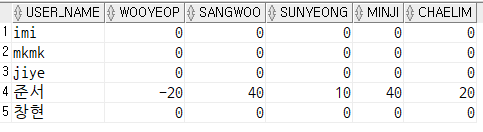 USER_NAME WOOYEOP SANGWOO SUNYEONG MINJI CHAELIM
1 imi 0 0 0 0 0
2 mkmk 0 0 0 0 0
3 jiye 0 0 0 0 0
4 준서 -20 40 10 40 20
5 창현 0 0 0 0 0